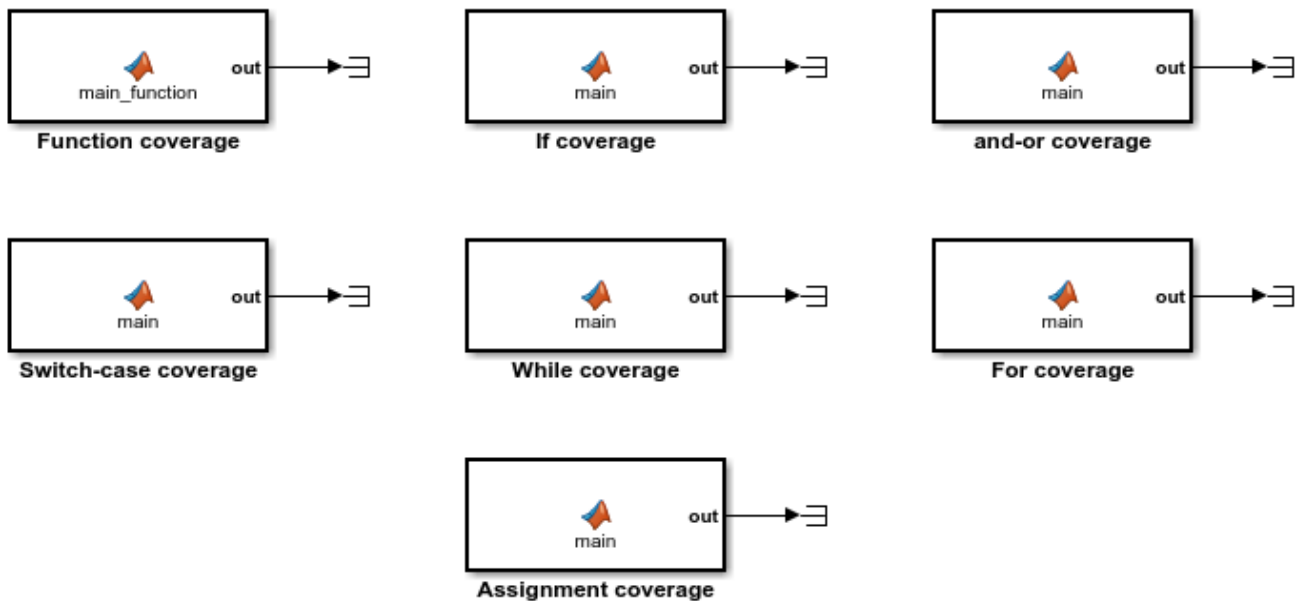 out
main_function
Function coverage
out
main
If coverage
out
main
and-or coverage
out
main
Switch-case coverage
out
main
While coverage
out
main
For coverage
out
main
Assignment coverage